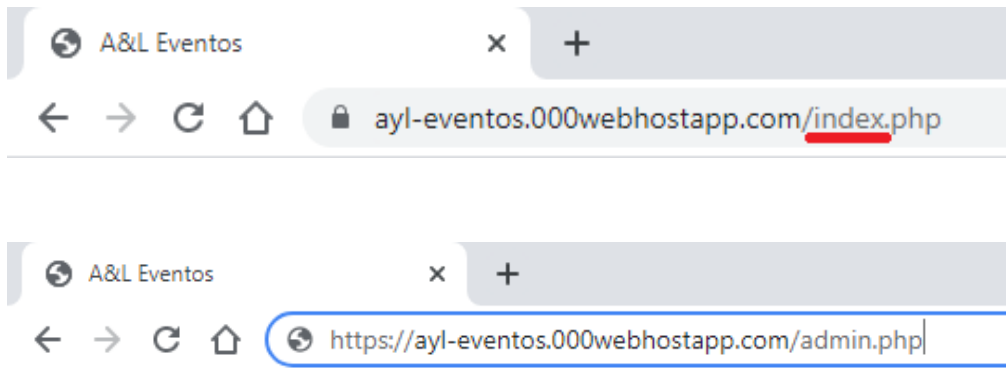 A&L Eventos
ayl-eventos.000webhostapp.com/index.php
A&L Eventos
https://ayl-eventos.000webhostapp.com/admin.php